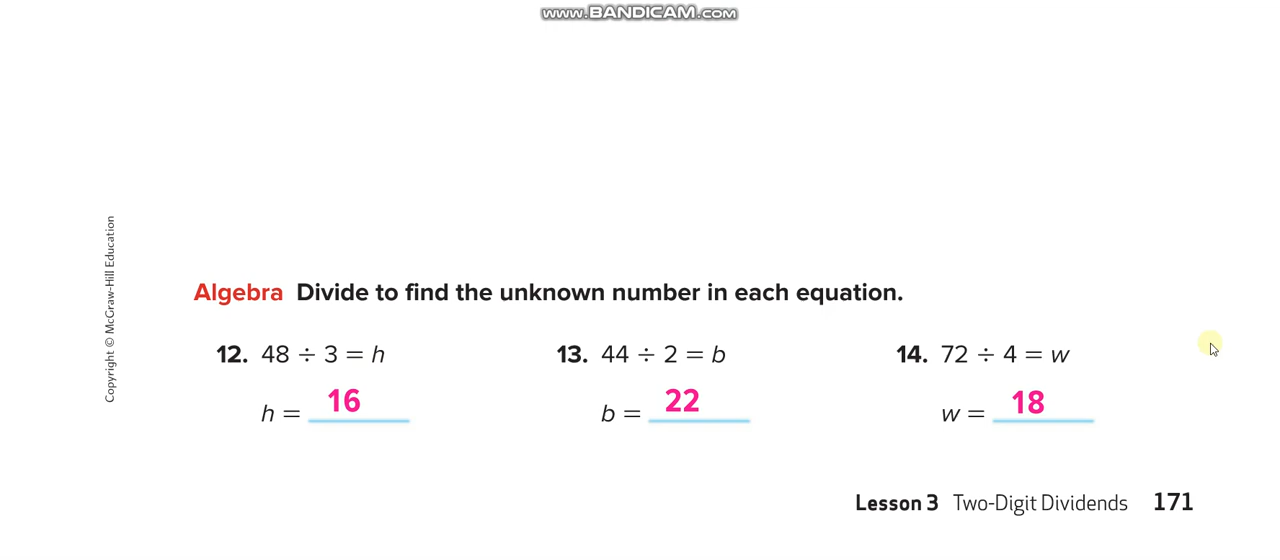 www.BANDICAM.com
Copyright © McGraw-Hill Education
Algebra Divide to find the unknown number in each equation.
12. 48 ÷ 3 = h
h = 16
13. 44 ÷ 2 = b
b = 22
14. 72 ÷ 4 = w
w = 18
Lesson 3 Two-Digit Dividends 171